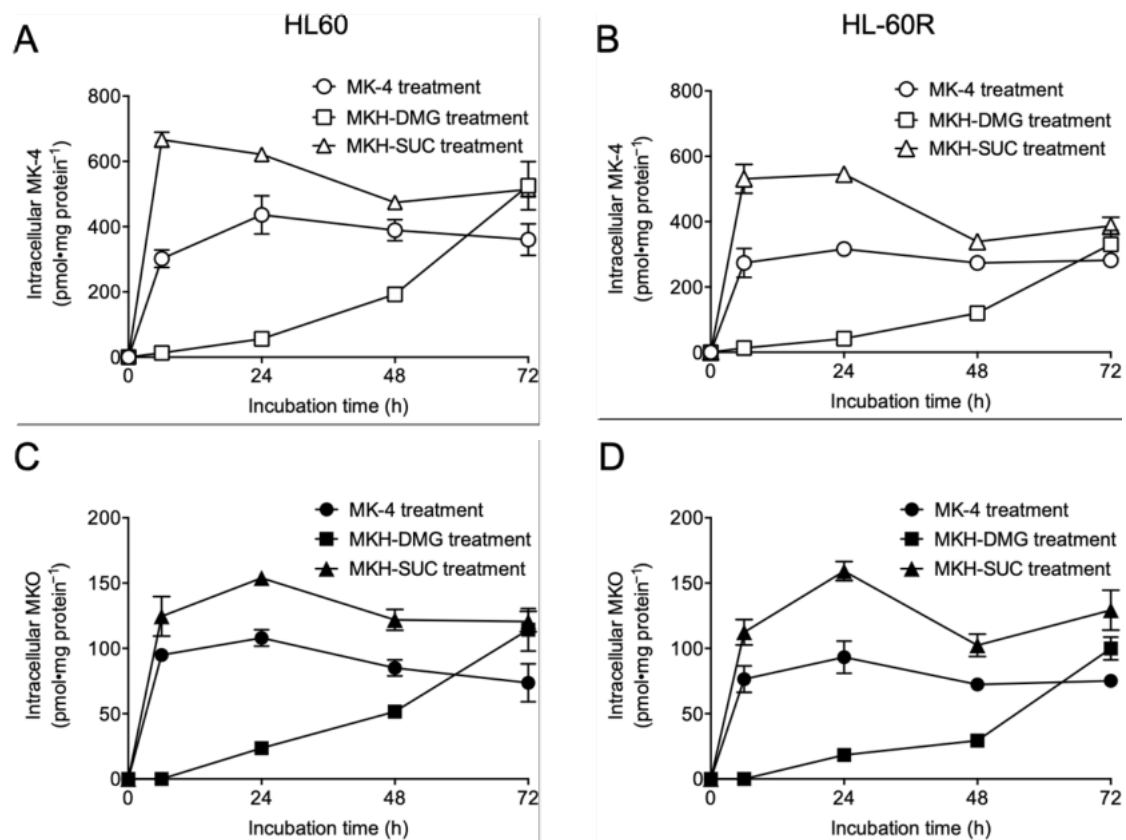 A
HL60
MK-4 treatment
MKH-DMG treatment
MKH-SUC treatment
800
600
400
200
0
Intracellular MK-4
(pmol•mg protein⁻¹)
0 24 48 72
Incubation time (h)
B
HL-60R
MK-4 treatment
MKH-DMG treatment
MKH-SUC treatment
800
600
400
200
0
Intracellular MK-4
(pmol•mg protein⁻¹)
0 24 48 72
Incubation time (h)
C
MK-4 treatment
MKH-DMG treatment
MKH-SUC treatment
200
150
100
50
0
Intracellular MKO
(pmol•mg protein⁻¹)
0 24 48 72
Incubation time (h)
D
MK-4 treatment
MKH-DMG treatment
MKH-SUC treatment
200
150
100
50
0
Intracellular MKO
(pmol•mg protein⁻¹)
0 24 48 72
Incubation time (h)